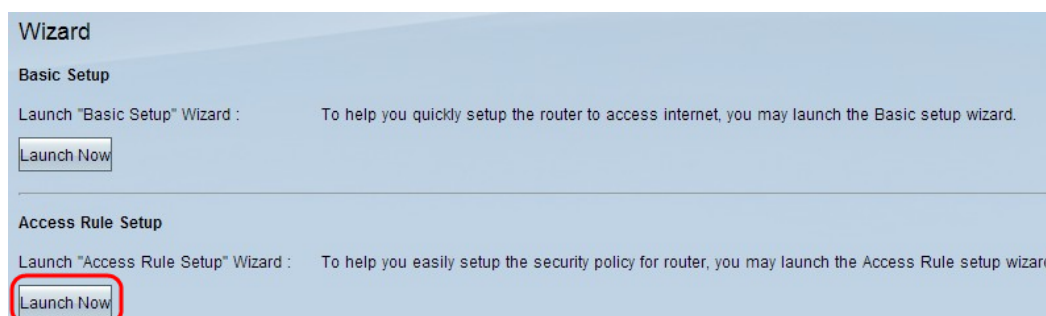 Wizard
Basic Setup
Launch "Basic Setup" Wizard : To help you quickly setup the router to access internet, you may launch the Basic setup wizard.
Launch Now
Access Rule Setup
Launch "Access Rule Setup" Wizard : To help you easily setup the security policy for router, you may launch the Access Rule setup wizar
Launch Now